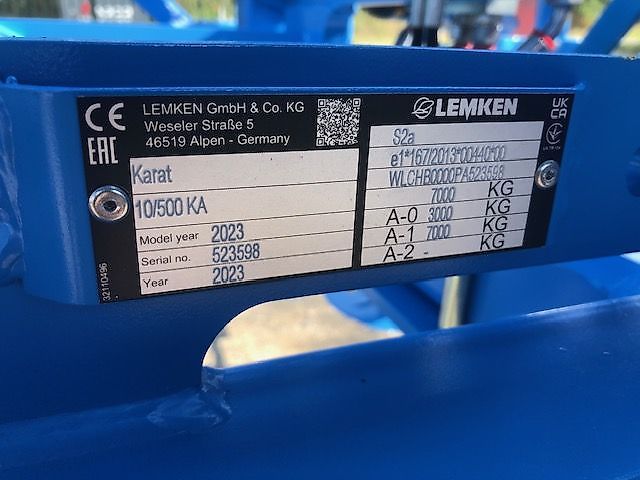 CE
EAC
LEMKEN GmbH & Co. KG
Weseler Straße 5
46519 Alpen - Germany
Karat
10/500 KA
Model year 2023
Serial no. 523598
Year 2023
32110496
LEMKEN
UK
CA
S2a
e1*167/2013*00440*00
WLCHB0000PA523598
7000 KG
A-0 3000 KG
A-1 7000 KG
A-2 - KG